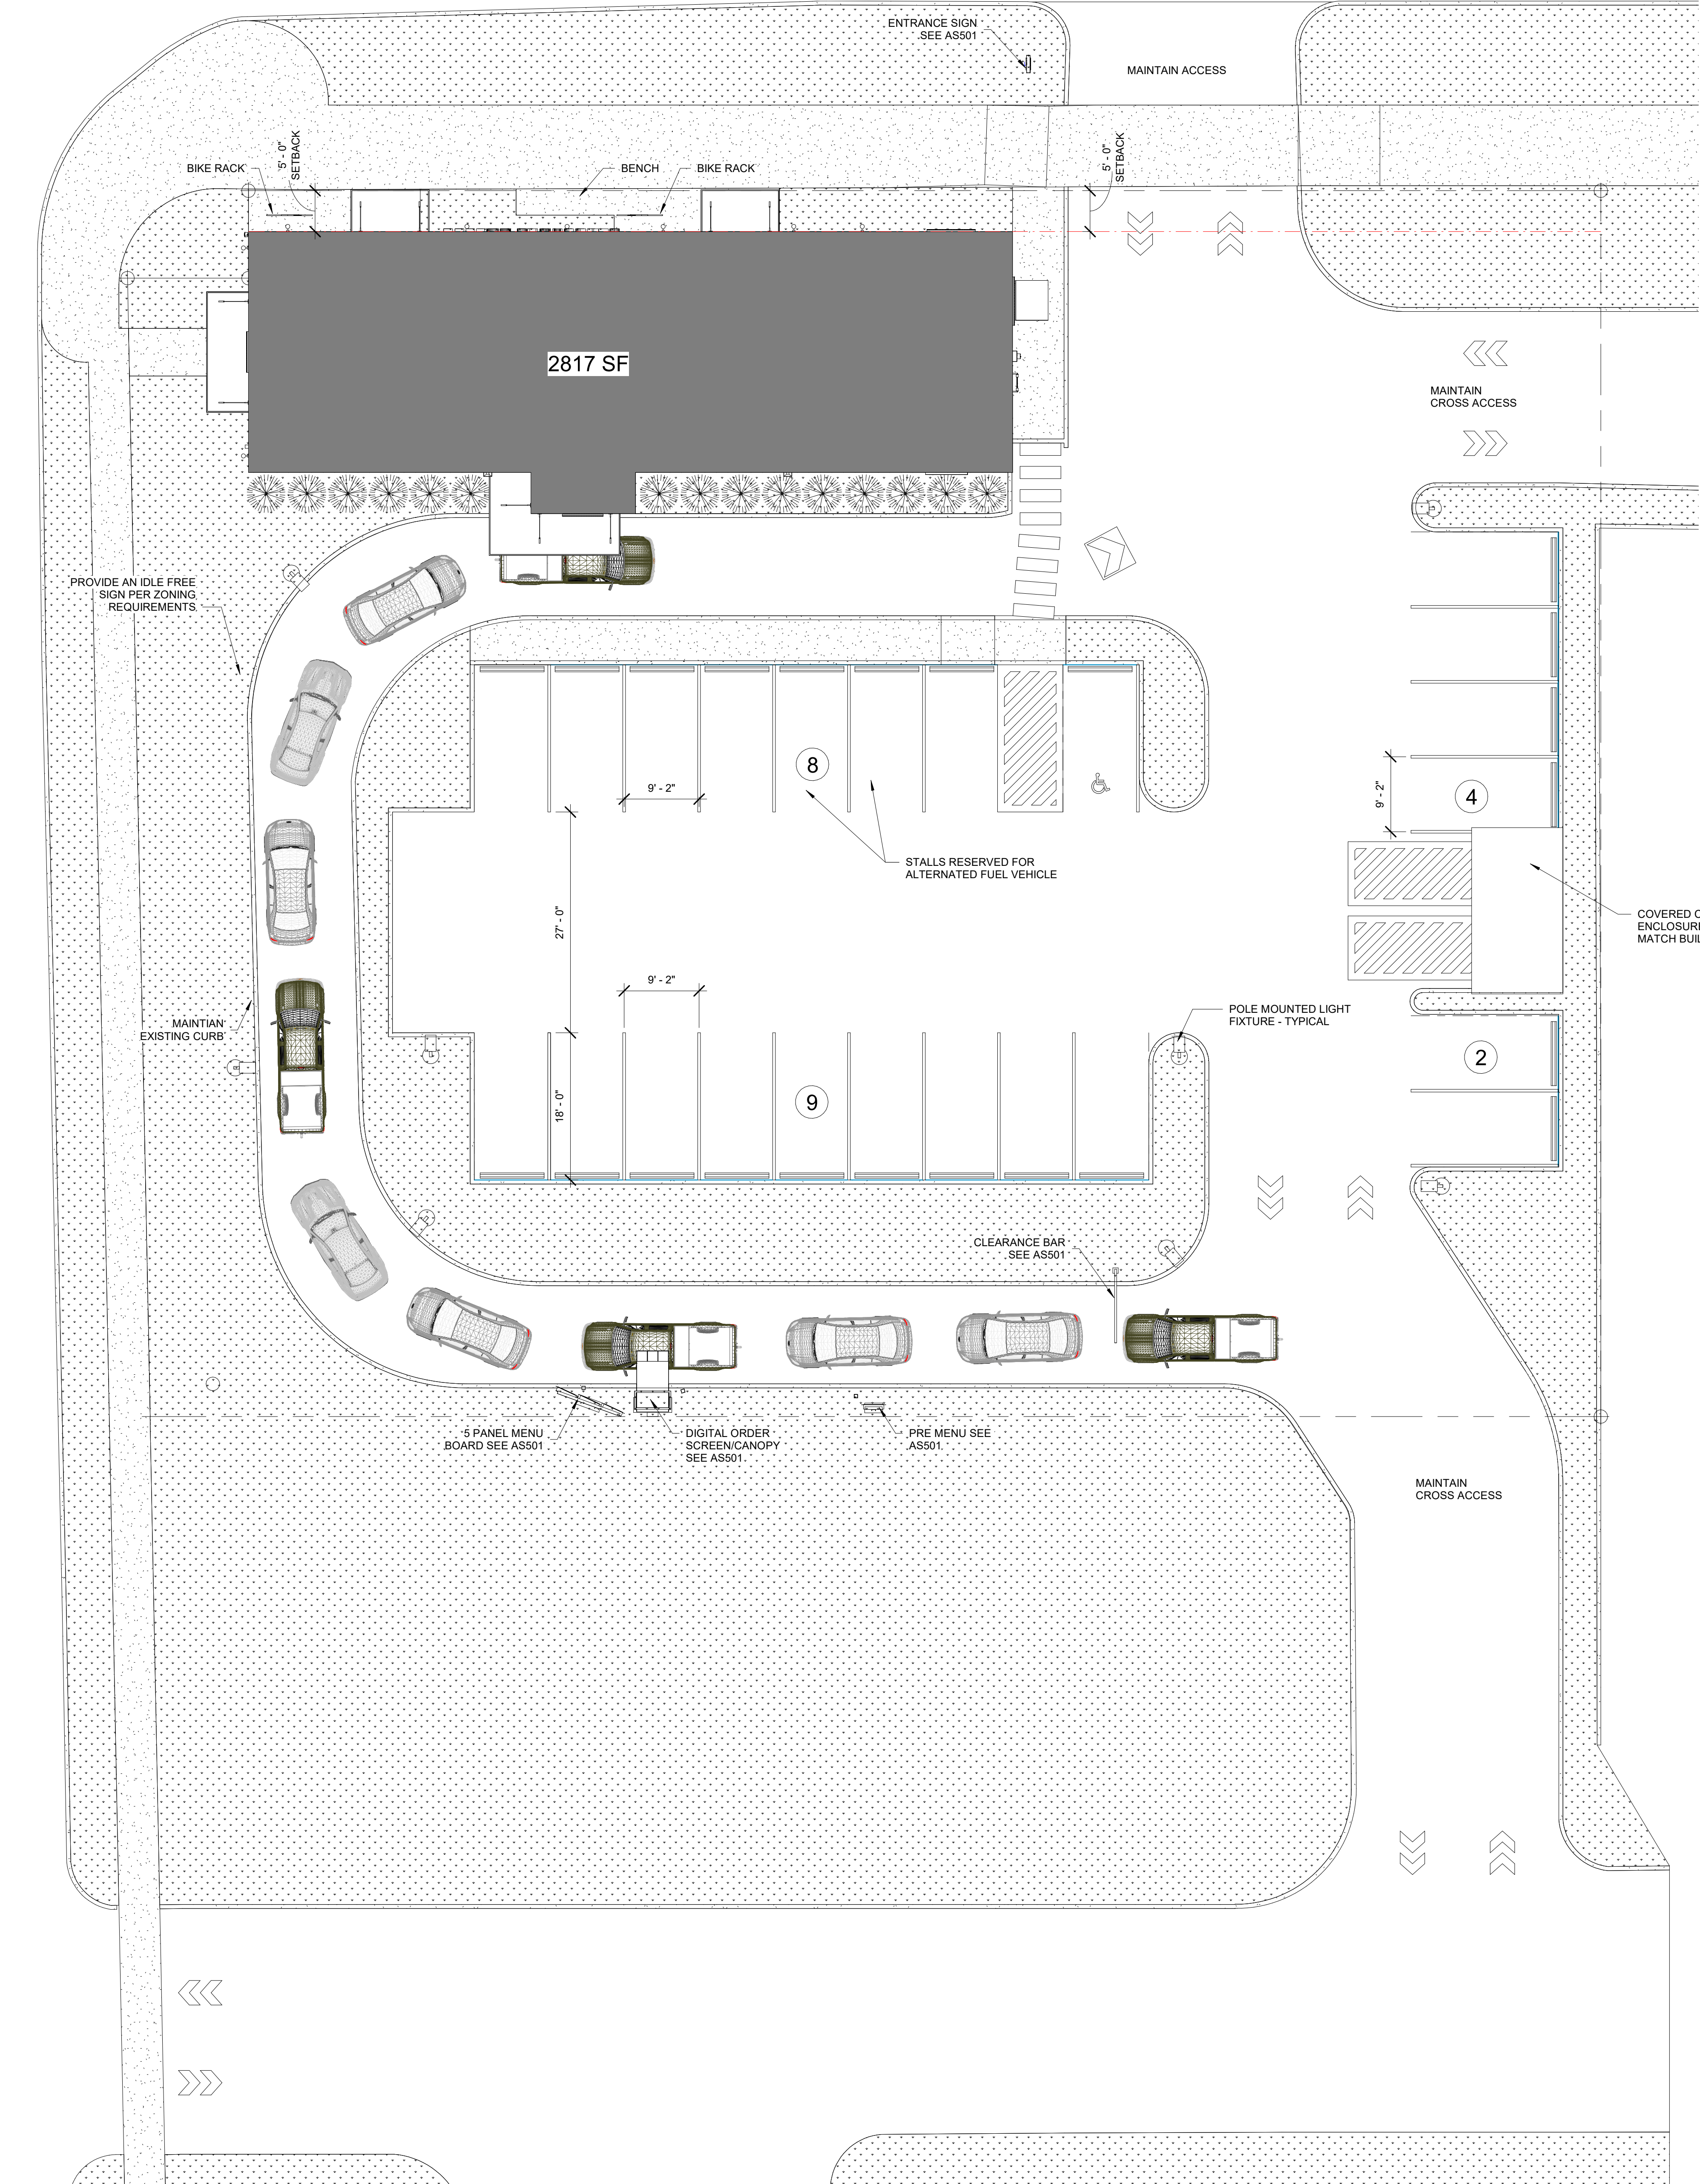 ENTRANCE SIGN
SEE AS501
MAINTAIN ACCESS
BIKE RACK
5' - 0"
SETBACK
BENCH
BIKE RACK
5' - 0"
SETBACK
2817 SF
MAINTAIN
CROSS ACCESS
PROVIDE AN IDLE FREE
SIGN PER ZONING
REQUIREMENTS
8
9' - 2"
9' - 2"
4
STALLS RESERVED FOR
ALTERNATED FUEL VEHICLE
27' - 0"
COVERED
ENCLOSURE
MATCH
9' - 2"
MAINTIAN
EXISTING CURB
POLE MOUNTED LIGHT
FIXTURE - TYPICAL
2
18' - 0"
9
CLEARANCE BAR
SEE AS501
5 PANEL MENU
BOARD SEE AS501
DIGITAL ORDER
SCREEN/CANOPY
SEE AS501
PRE MENU SEE
AS501
MAINTAIN
CROSS ACCESS